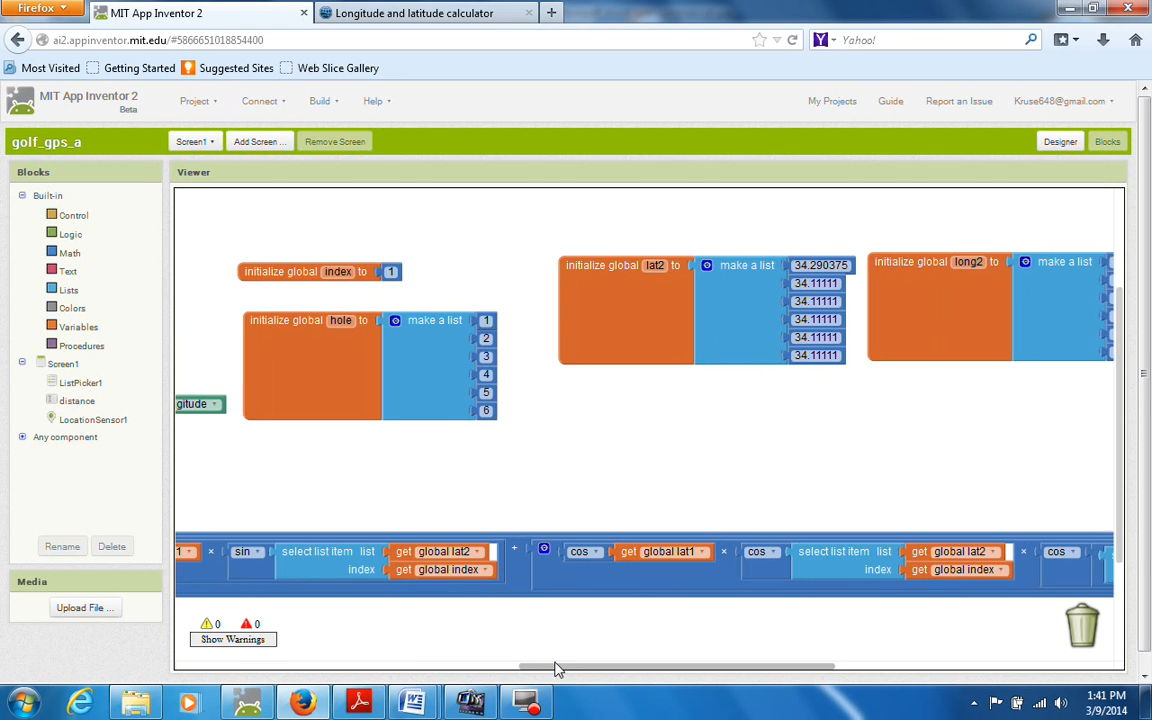 Firefox
MIT App Inventor 2
Longitude and latitude calculator
ai2.appinventor.mit.edu/#5866651018854400
Yahoo!
Most Visited
Getting Started
Suggested Sites
Web Slice Gallery
MIT App Inventor 2
Beta
Project
Connect
Build
Help
My Projects
Guide
Report an Issue
Kruse648@gmail.com
golf_gps_a
Screen1
Add Screen ...
Remove Screen
Designer
Blocks
Blocks
Viewer
Built-in
Control
Logic
Math
Text
Lists
Colors
Variables
Procedures
Screen1
ListPicker1
distance
LocationSensor1
Any component
Rename
Delete
Media
Upload File ...
initialize global index to 1
initialize global hole to make a list 1
2
3
4
5
6
gitude
initialize global lat2 to make a list 34.290375
34.11111
34.11111
34.11111
34.11111
34.11111
initialize global long2 to make a list
1 × sin select list item list get global lat2 + cos get global lat1 × cos select list item list get global lat2 × cos
index get global index index get global index
0 0
Show Warnings
1:41 PM
3/9/2014